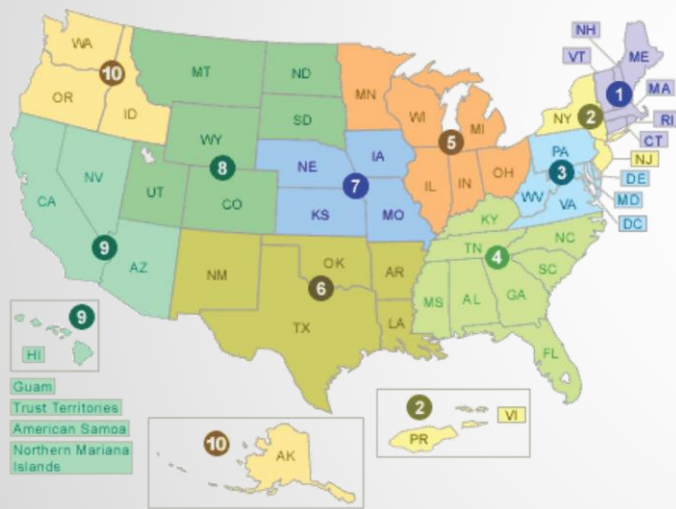 NH
VT
ME
WA
10
MT
ND
MN
1
MA
OR
ID
WI
MI
NY
2
RI
SD
5
CT
WY
IA
PA
NJ
8
NE
7
IL
IN
OH
3
DE
NV
UT
CO
WV
VA
MD
CA
KS
MO
KY
DC
9
TN
4
NC
AZ
NM
OK
AR
SC
6
MS
AL
GA
TX
LA
9
HI
FL
Guam
Trust Territories
American Samoa
Northern Mariana
Islands
10
AK
2
VI
PR